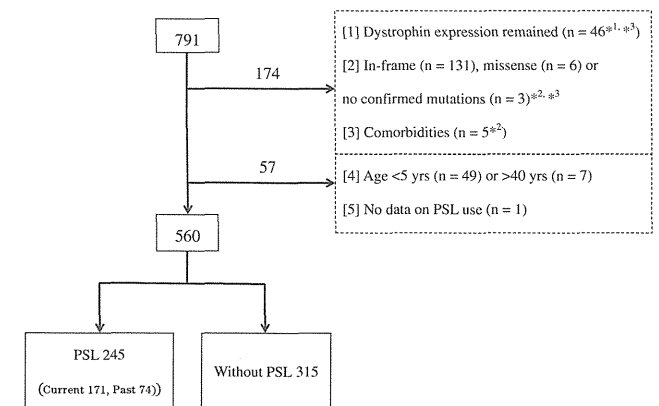 791
174
[1] Dystrophin expression remained (n = 46*1, *3)
[2] In-frame (n = 131), missense (n = 6) or
no confirmed mutations (n = 3)*2, *3
[3] Comorbidities (n = 5*2)
57
[4] Age <5 yrs (n = 49) or >40 yrs (n = 7)
[5] No data on PSL use (n = 1)
560
PSL 245
(Current 171, Past 74))
Without PSL 315